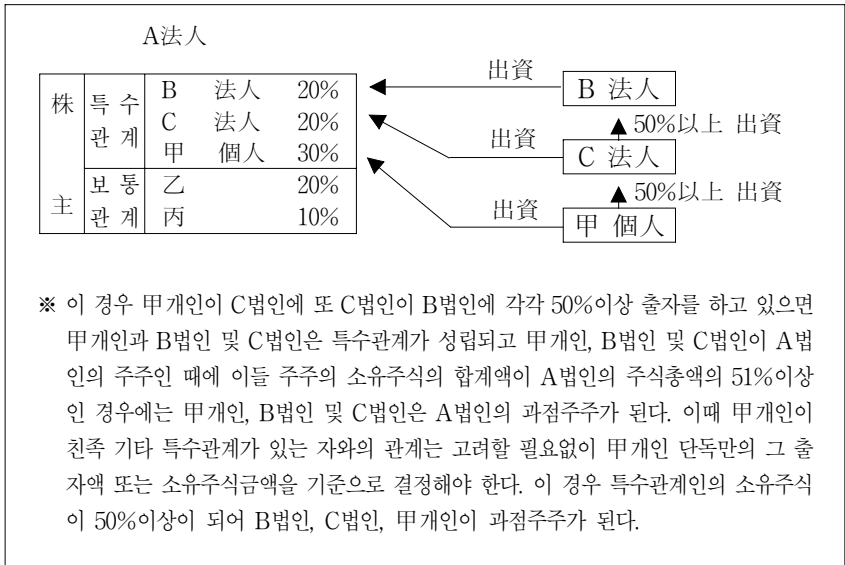 A法人
株 主
특 수 관 계
B 法人 20%
C 法人 20%
甲 個人 30%
보 통 관 계
乙 20%
丙 10%
出資
B 法人
▲ 50%以上 出資
出資
C 法人
▲ 50%以上 出資
出資
甲 個人
※ 이 경우 甲개인이 C법인에 또 C법인이 B법인에 각각 50%이상 출자를 하고 있으면
甲개인과 B법인 및 C법인은 특수관계가 성립되고 甲개인, B법인 및 C법인이 A법
인의 주주인 때에 이들 주주의 소유주식의 합계액이 A법인의 주식총액의 51%이상
인 경우에는 甲개인, B법인 및 C법인은 A법인의 과점주주가 된다. 이때 甲개인이
친족 기타 특수관계가 있는 자와의 관계는 고려할 필요없이 甲개인 단독만의 그 출
자액 또는 소유주식금액을 기준으로 결정해야 한다. 이 경우 특수관계인의 소유주식
이 50%이상이 되어 B법인, C법인, 甲개인이 과점주주가 된다.